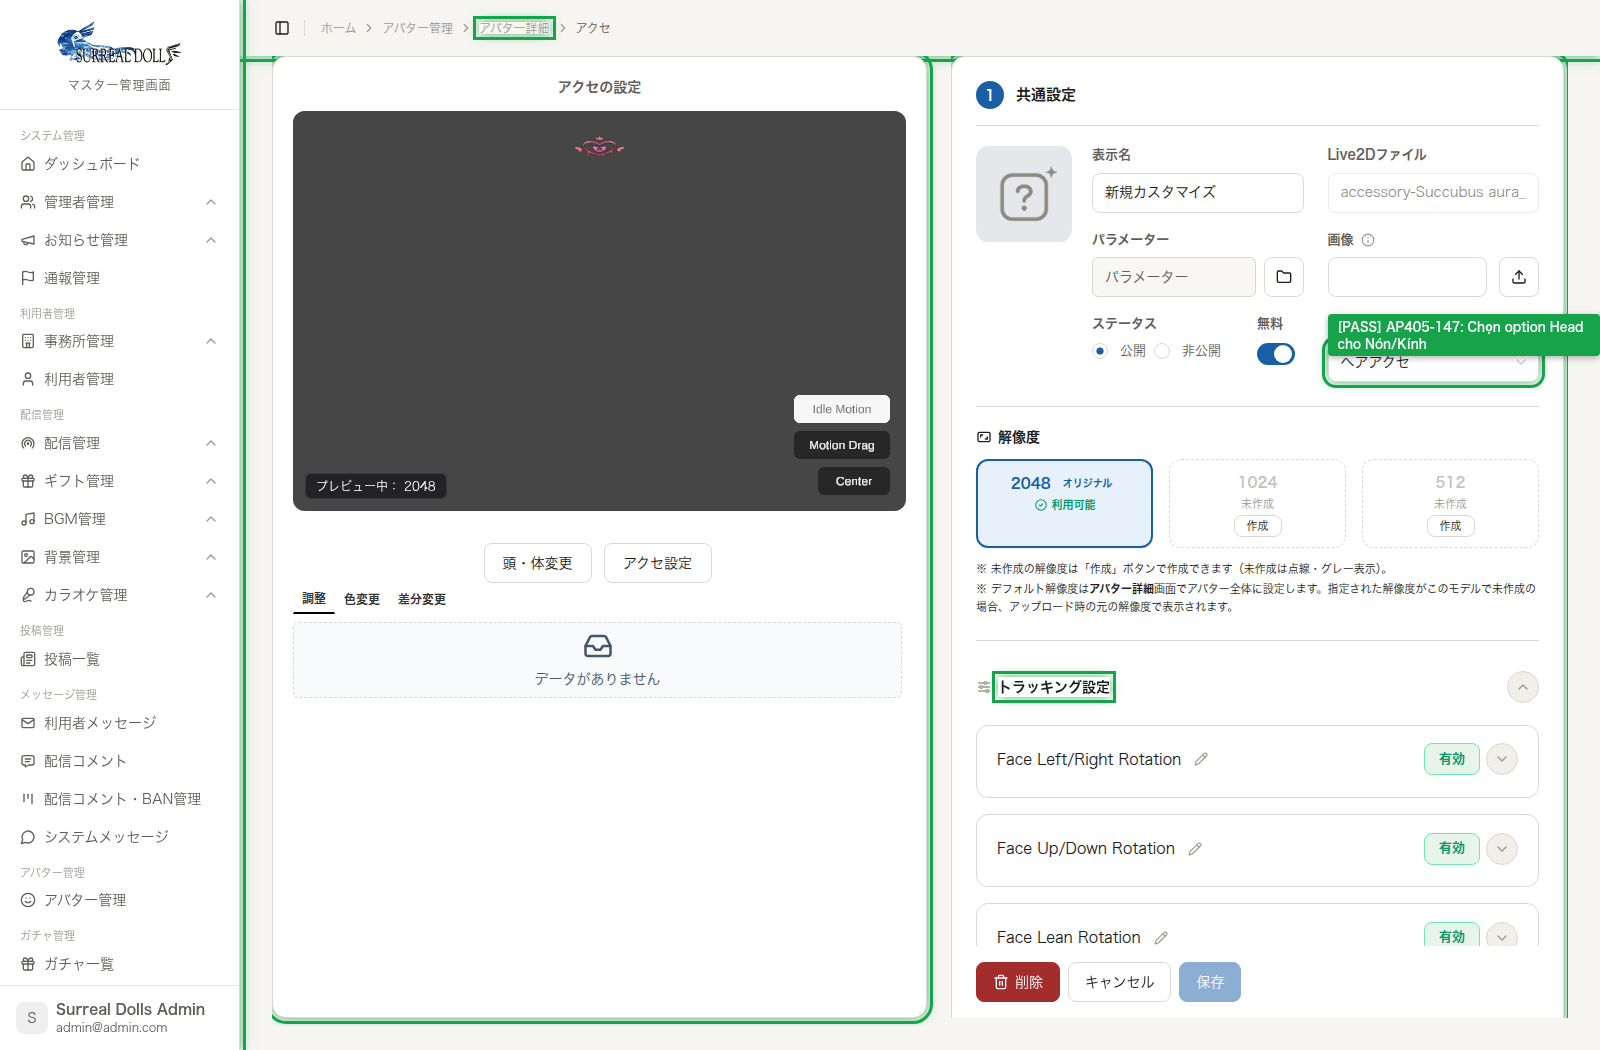 SURREAL DOLL
マスター管理画面
システム管理
ダッシュボード
管理者管理
お知らせ管理
通報管理
利用者管理
事務所管理
利用者管理
配信管理
配信管理
ギフト管理
BGM管理
背景管理
カラオケ管理
投稿管理
投稿一覧
メッセージ管理
利用者メッセージ
配信コメント
配信コメント・BAN管理
システムメッセージ
アバター管理
アバター管理
ガチャ管理
ガチャ一覧
S
Surreal Dolls Admin
admin@admin.com
ホーム > アバター管理 > アバター詳細 > アクセ
アクセの設定
Idle Motion
Motion Drag
Center
プレビュー中： 2048
頭・体変更
アクセ設定
調整 色変更 差分変更
データがありません
1 共通設定
表示名
新規カスタマイズ
Live2Dファイル
accessory-Succubus aura_
パラメーター
パラメーター
画像
ステータス
公開 非公開
無料
[PASS] AP405-147: Chọn option Head
cho Nón/Kính
ヘアアクセ
解像度
2048 オリジナル
利用可能
1024
未作成
作成
512
未作成
作成
※ 未作成の解像度は「作成」ボタンで作成できます（未作成は点線・グレー表示）。
※ デフォルト解像度はアバター詳細画面でアバター全体に設定します。指定された解像度がこのモデルで未作成の
場合、アップロード時の元の解像度で表示されます。
トラッキング設定
Face Left/Right Rotation
有効
Face Up/Down Rotation
有効
Face Lean Rotation
有効
削除
キャンセル
保存